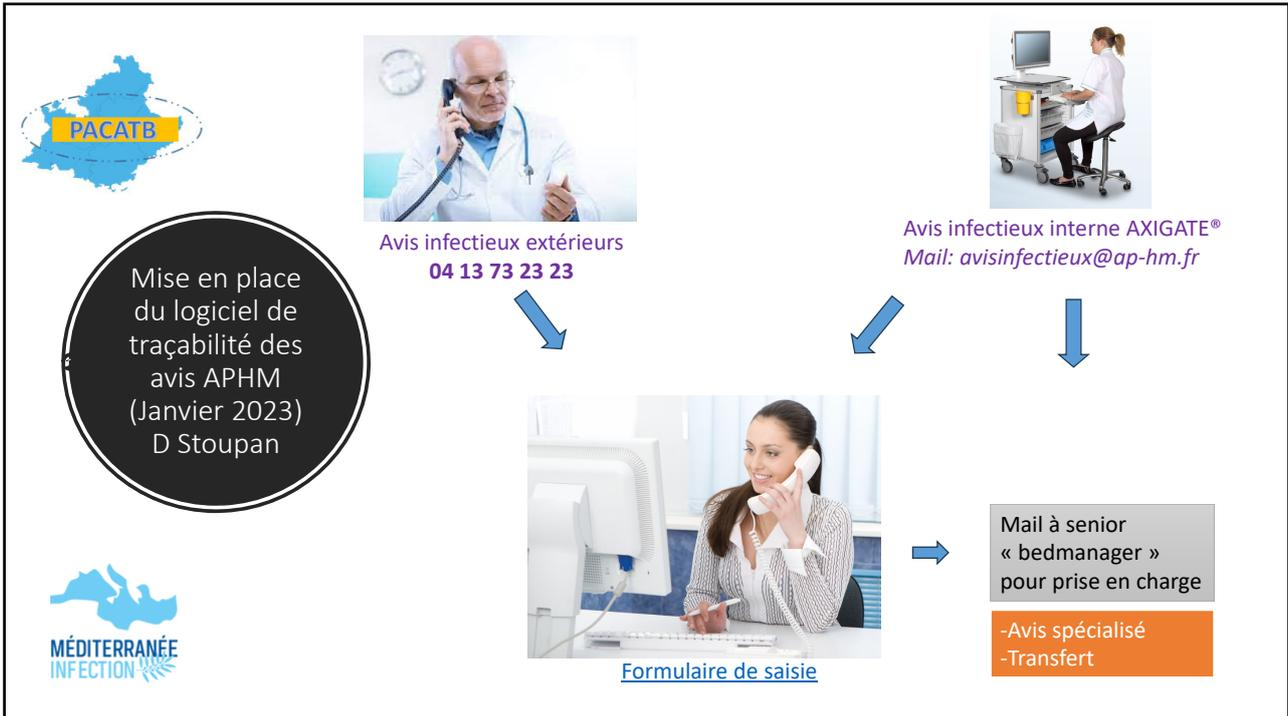 PACATB
Mise en place
du logiciel de
traçabilité des
avis APHM
(Janvier 2023)
D Stoupan
MÉDITERRANÉE
INFECTION
Avis infectieux extérieurs
04 13 73 23 23
Avis infectieux interne AXIGATE®
Mail: avisinfectieux@ap-hm.fr
Formulaire de saisie
Mail à senior
« bedmanager »
pour prise en charge
-Avis spécialisé
-Transfert